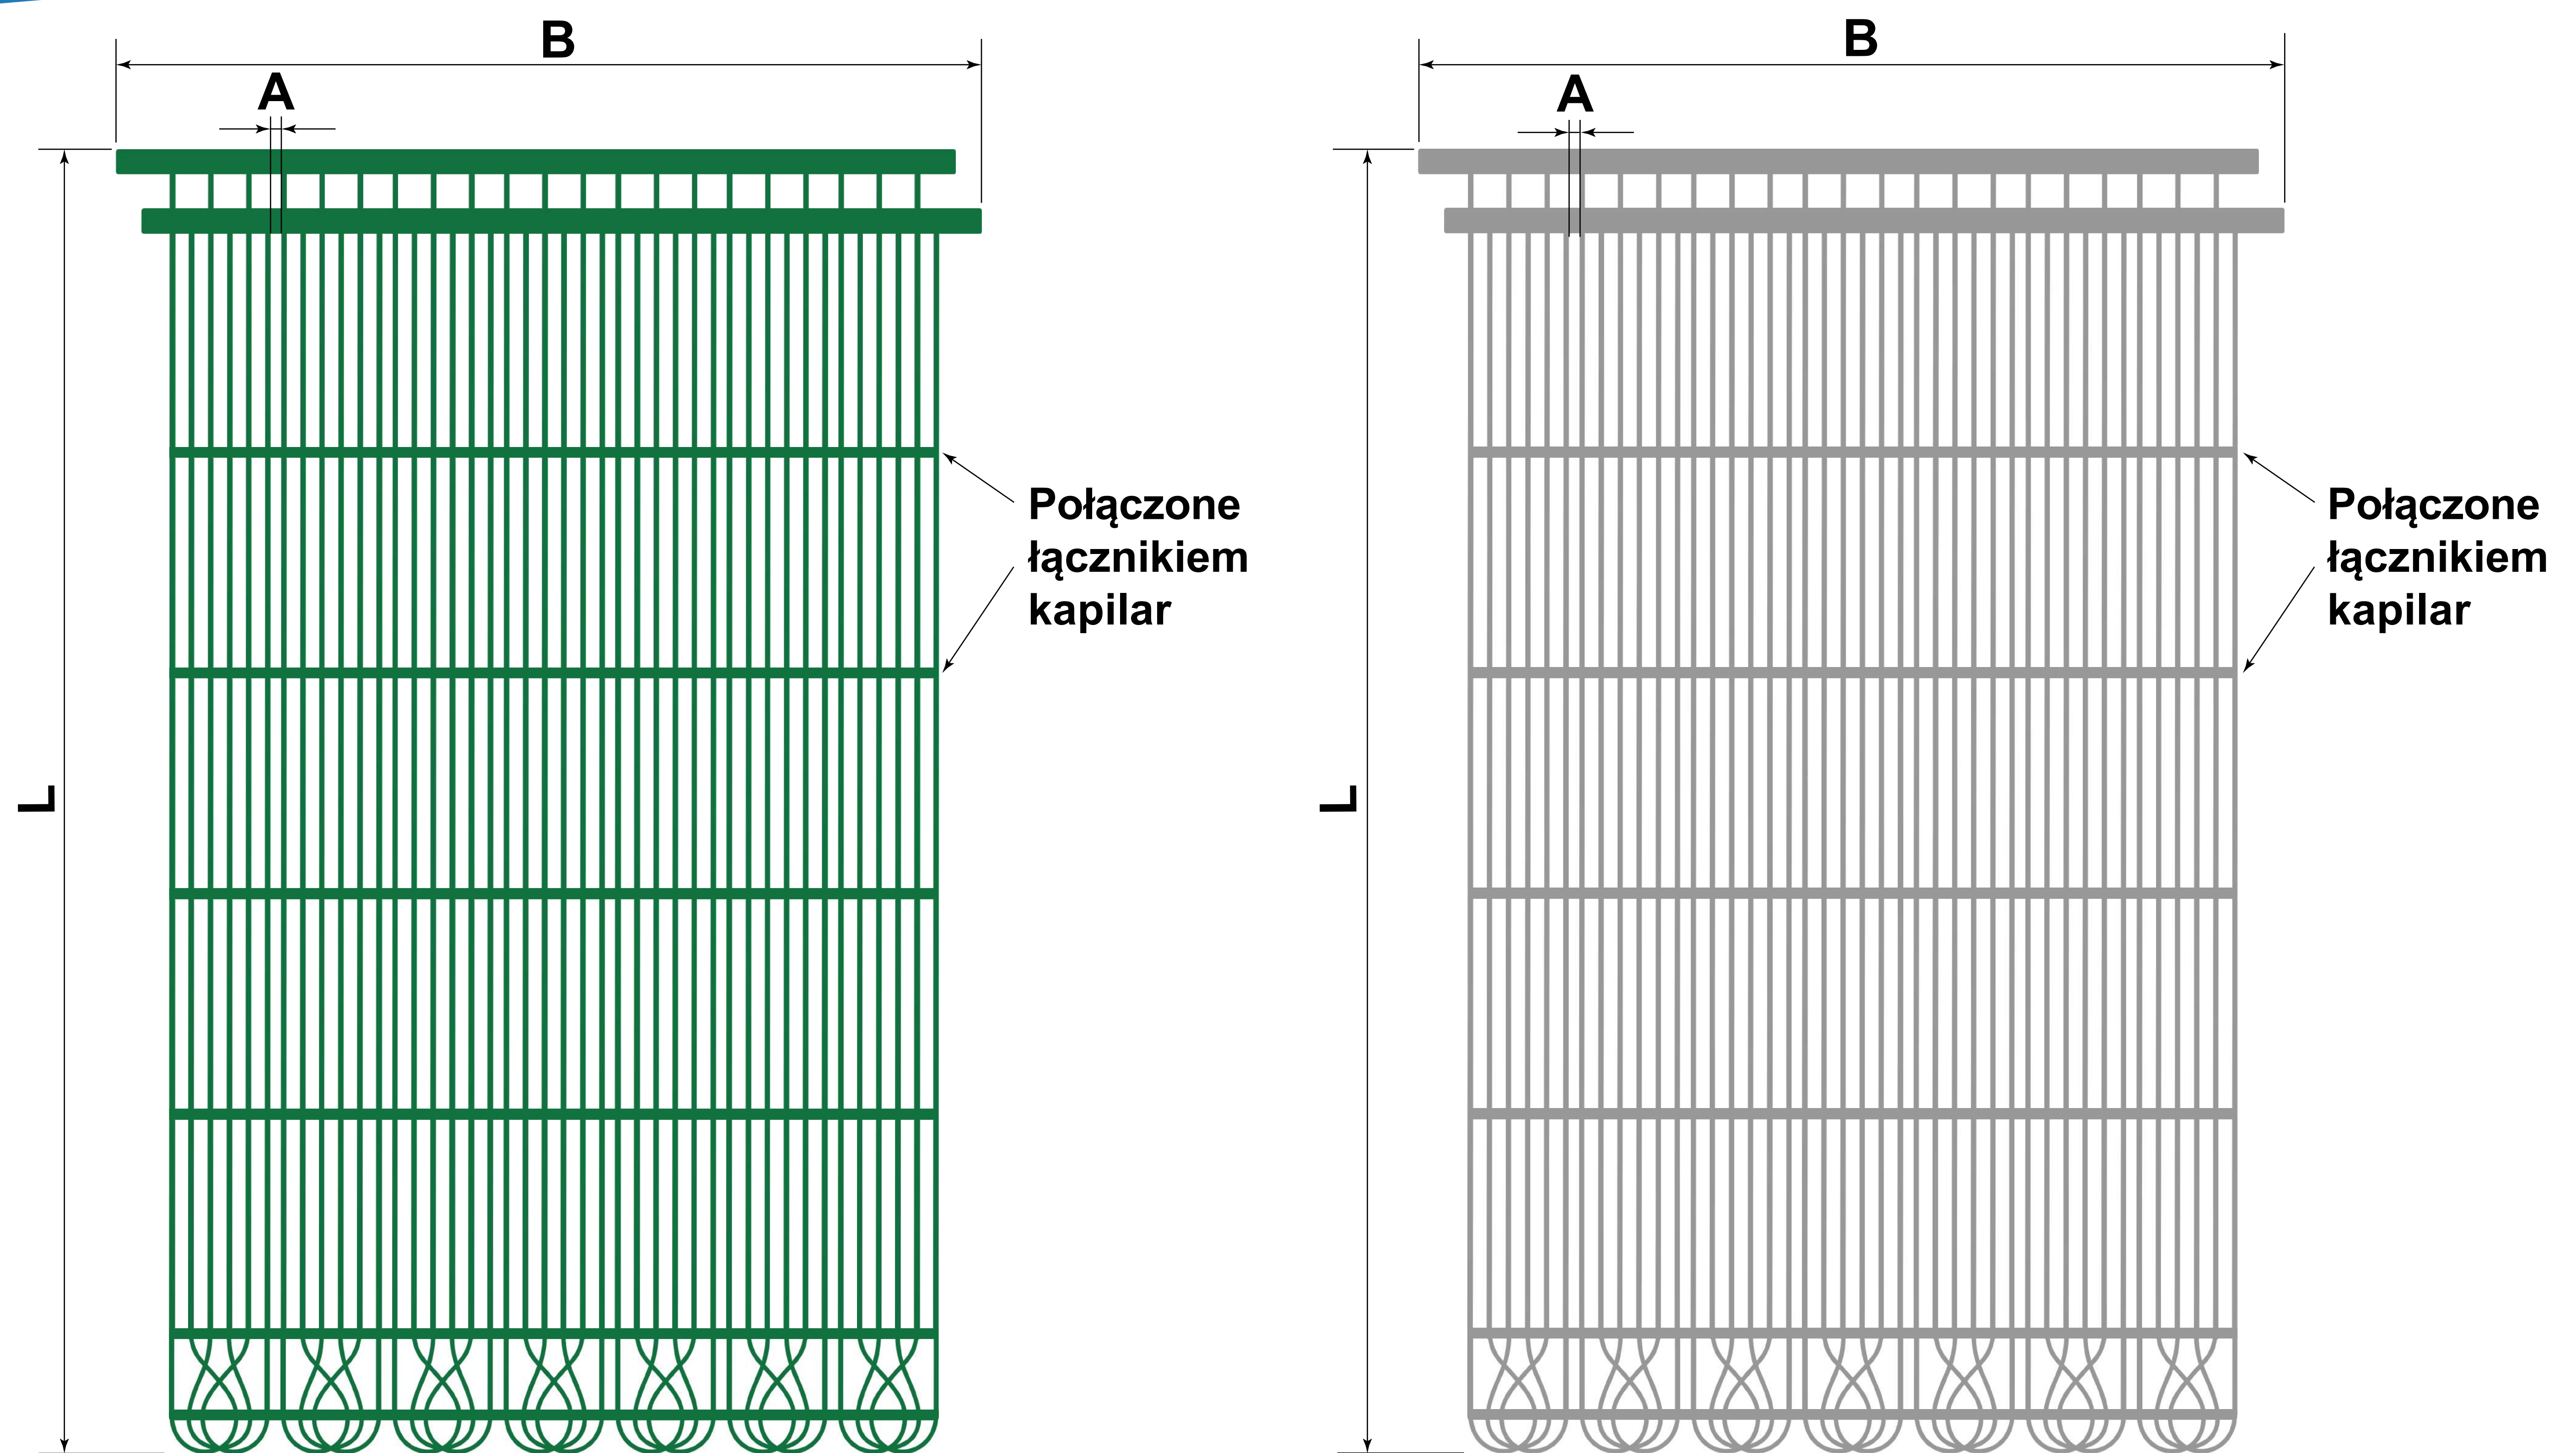 B
A
L
Połączone
łącznikiem
kapilar
B
A
L
Połączone
łącznikiem
kapilar